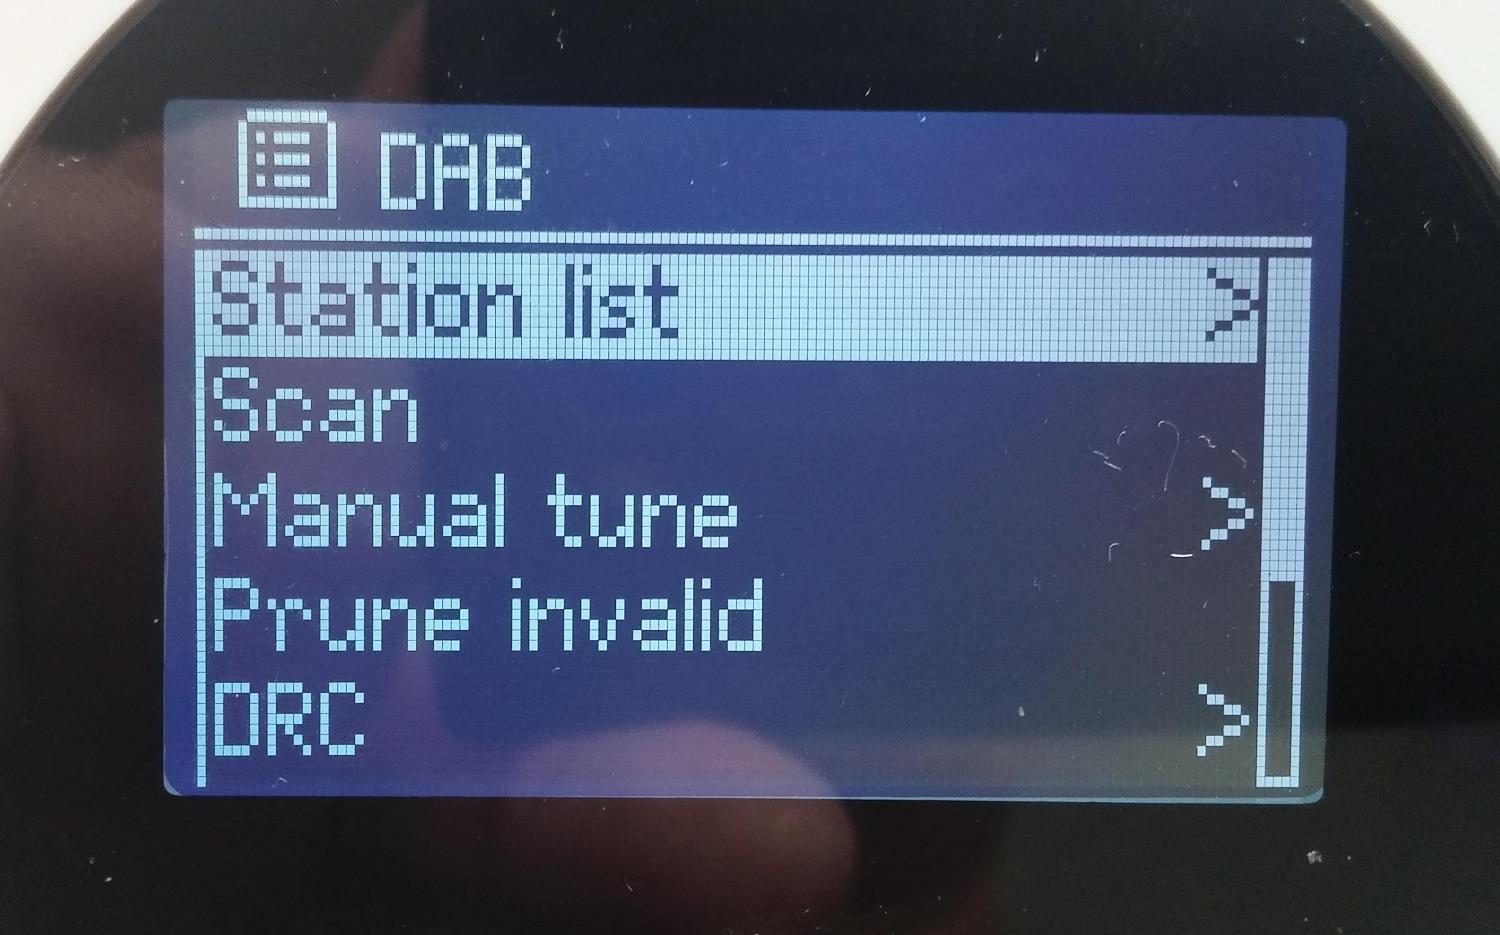 DAB
Station list >
Scan
Manual tune >
Prune invalid
DRC >